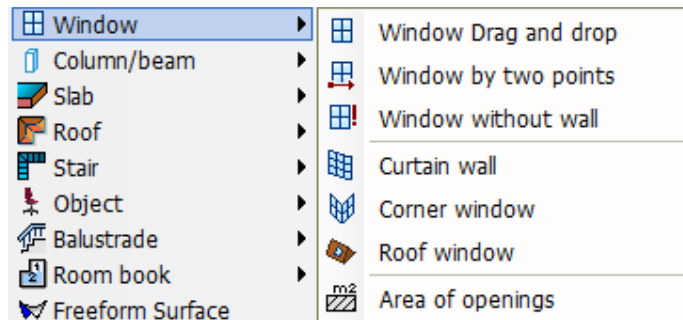 Window
Column/beam
Slab
Roof
Stair
Object
Balustrade
Room book
Freeform Surface
Window Drag and drop
Window by two points
Window without wall
Curtain wall
Corner window
Roof window
m2
Area of openings